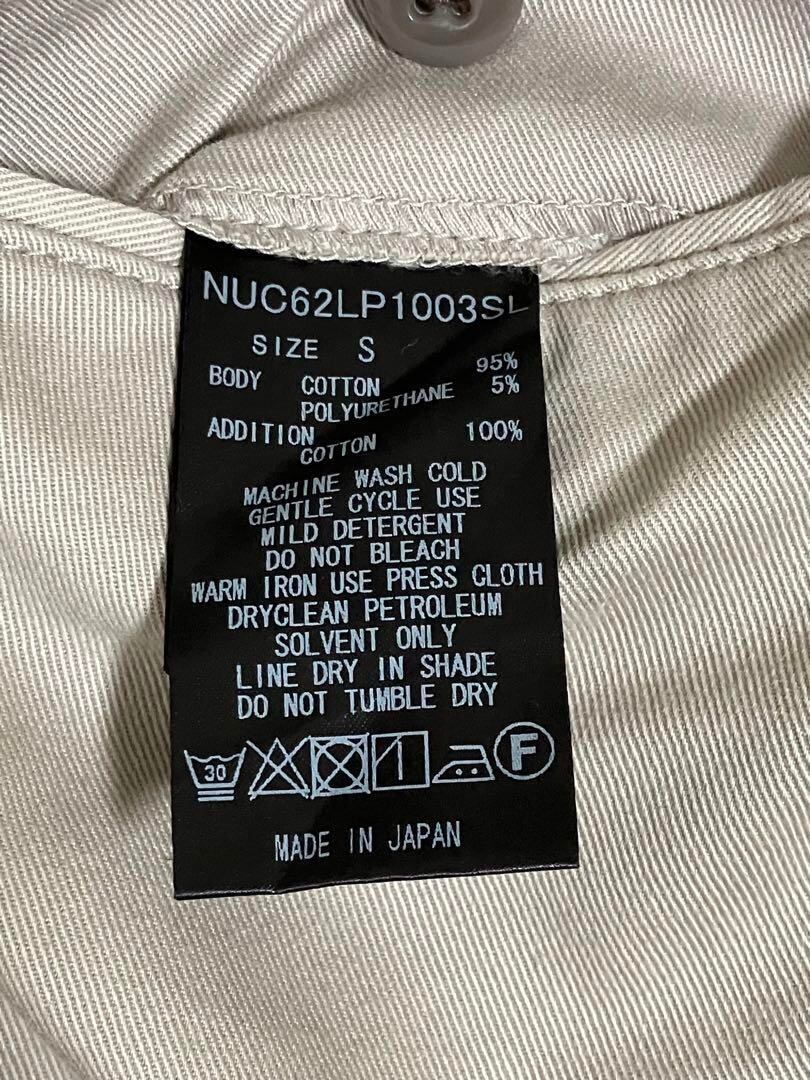 NUC62LP1003SL
SIZE S
BODY COTTON 95%
POLYURETHANE 5%
ADDITION
COTTON 100%
MACHINE WASH COLD
GENTLE CYCLE USE
MILD DETERGENT
DO NOT BLEACH
WARM IRON USE PRESS CLOTH
DRYCLEAN PETROLEUM
SOLVENT ONLY
LINE DRY IN SHADE
DO NOT TUMBLE DRY
30 F
MADE IN JAPAN